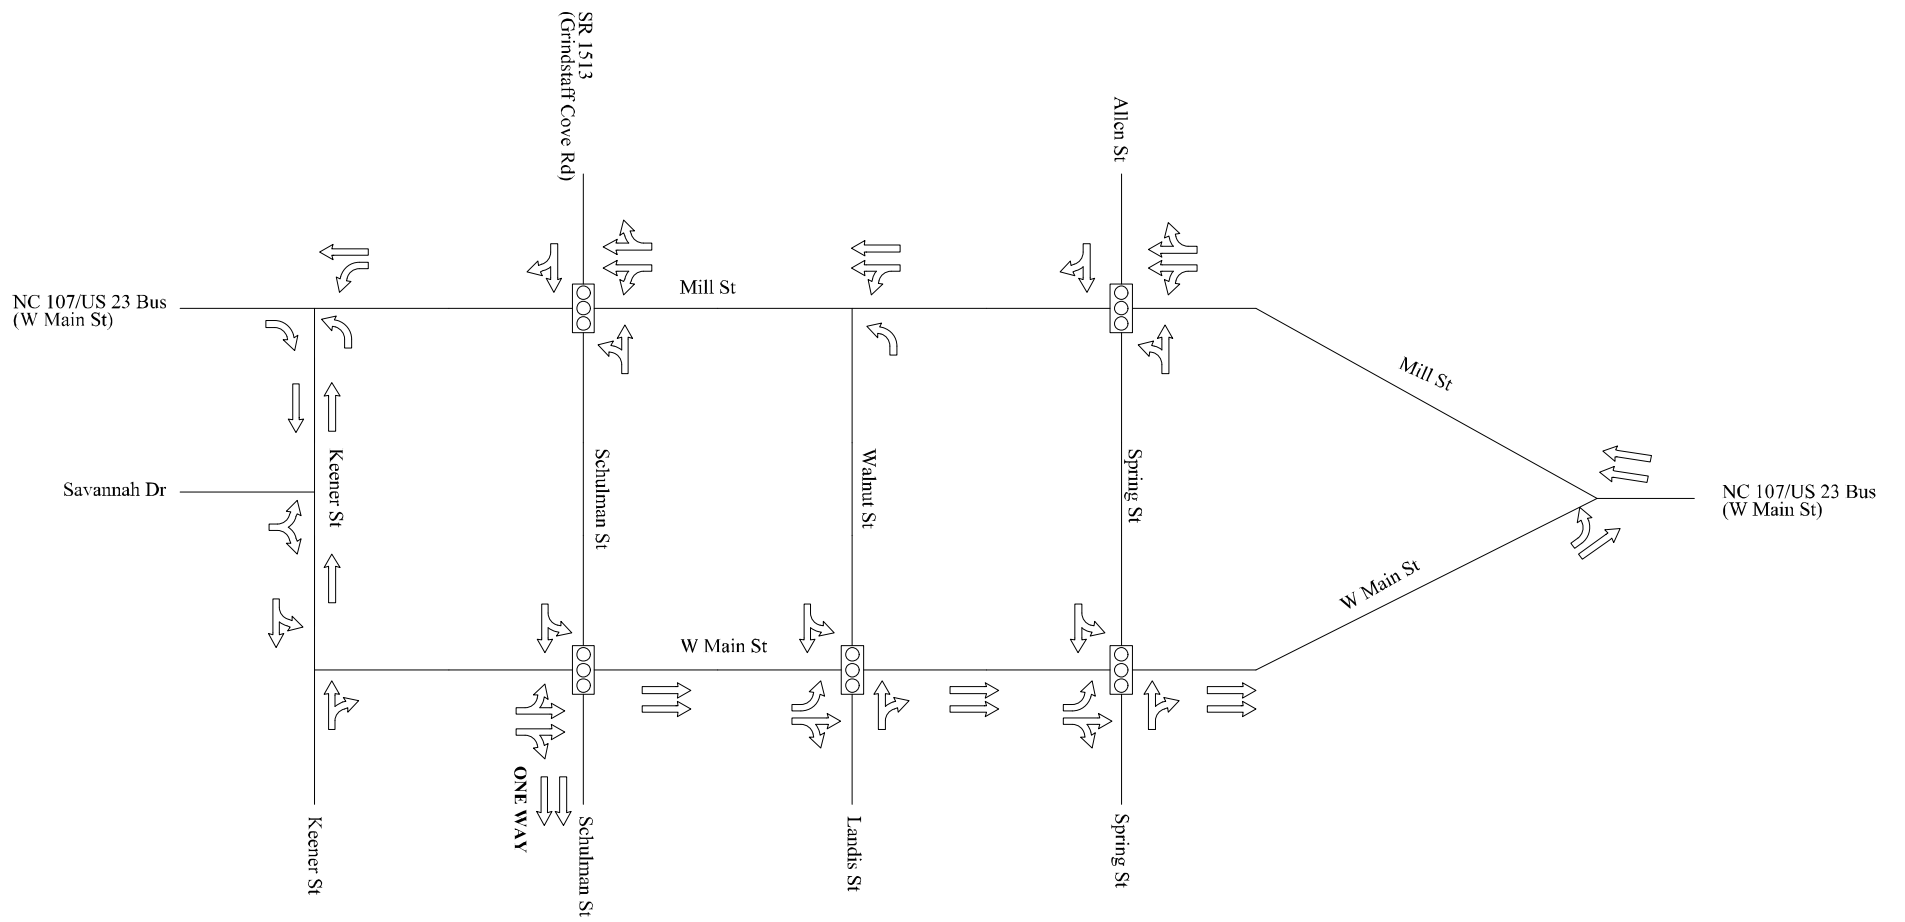 SR 1513
(Grindstaff Cove Rd)
Allen St
Mill St
NC 107/US 23 Bus
(W Main St)
Mill St
Savannah Dr
Keener St
Schulman St
Walnut St
Spring St
NC 107/US 23 Bus
(W Main St)
W Main St
W Main St
ONE WAY
Keener St
Schulman St
Landis St
Spring St